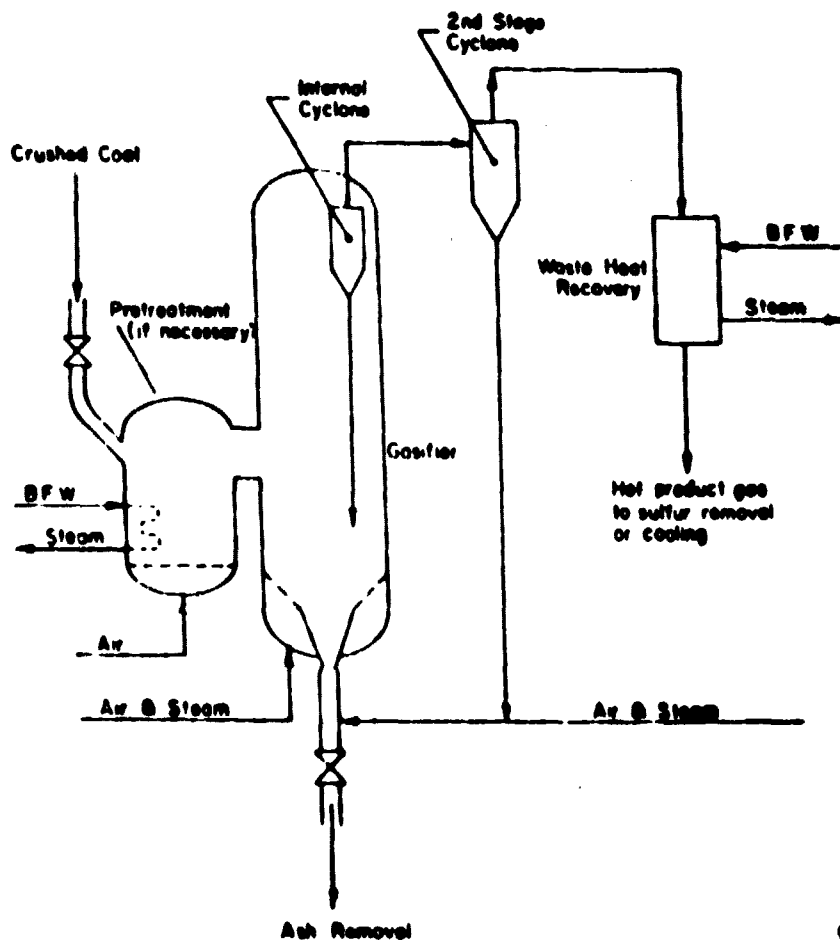 2nd Stage
Cyclone
Internal
Cyclone
Crushed Coal
BFW
Waste Heat
Recovery
Steam
Pretreatment
(if necessary)
Gasifier
Hot product gas
to sulfur removal
or cooling
BFW
Steam
Air
Air & Steam
Air & Steam
Ash Removal